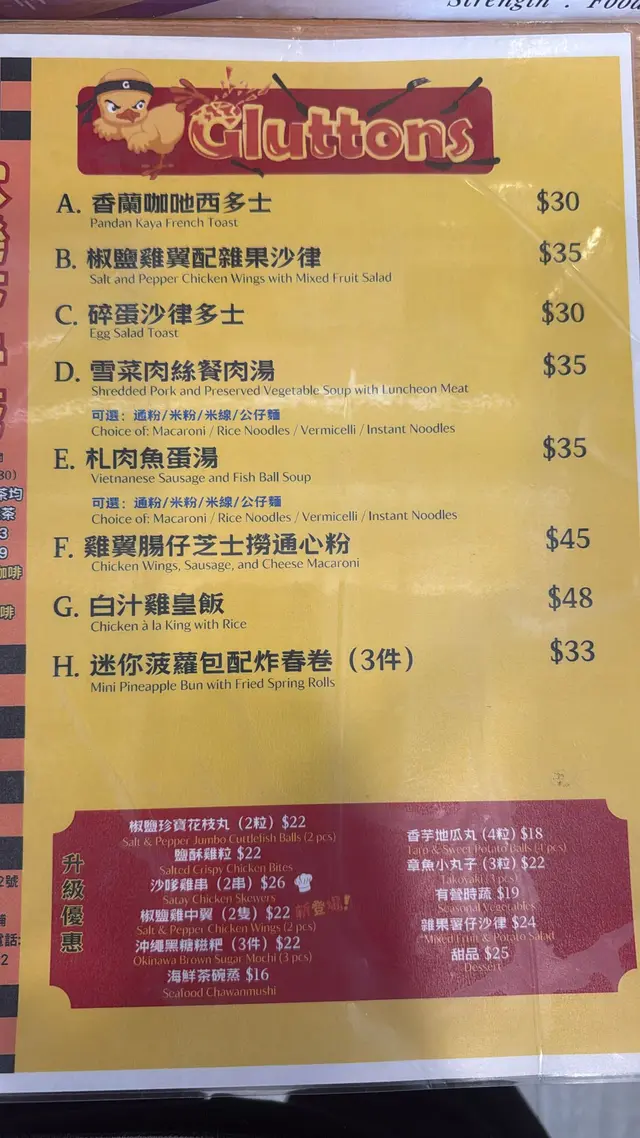 Strength . Food
G
Gluttons
A. 香蘭咖吔西多士 $30
Pandan Kaya French Toast
B. 椒鹽雞翼配雜果沙律 $35
Salt and Pepper Chicken Wings with Mixed Fruit Salad
C. 碎蛋沙律多士 $30
Egg Salad Toast
D. 雪菜肉絲餐肉湯 $35
Shredded Pork and Preserved Vegetable Soup with Luncheon Meat
可選：通粉/米粉/米線/公仔麵
Choice of: Macaroni / Rice Noodles / Vermicelli / Instant Noodles
E. 札肉魚蛋湯 $35
Vietnanese Sausage and Fish Ball Soup
可選：通粉/米粉/米線/公仔麵
Choice of: Macaroni / Rice Noodles / Vermicelli / Instant Noodles
F. 雞翼腸仔芝士撈通心粉 $45
Chicken Wings, Sausage, and Cheese Macaroni
G. 白汁雞皇飯 $48
Chicken à la King with Rice
H. 迷你菠蘿包配炸春卷（3件） $33
Mini Pineapple Bun with Fried Spring Rolls
升級優惠
椒鹽珍寶花枝丸（2粒）$22
Salt & Pepper Jumbo Cuttlefish Balls (2 pcs)
鹽酥雞粒 $22
Salted Crispy Chicken Bites
沙嗲雞串（2串）$26
Satay Chicken Skewers
椒鹽雞中翼（2隻）$22 新登場!
Salt & Pepper Chicken Wings (2 pcs)
沖繩黑糖糍粑（3件）$22
Okinawa Brown Sugar Mochi (3 pcs)
海鮮茶碗蒸 $16
Seafood Chawanmushi
香芋地瓜丸（4粒）$18
Taro & Sweet Potato Balls (4 pcs)
章魚小丸子（3粒）$22
Takoyaki (3 pcs)
有營時蔬 $19
Seasonal Vegetables
雜果薯仔沙律 $24
Mixed Fruit & Potato Salad
甜品 $25
Dessert